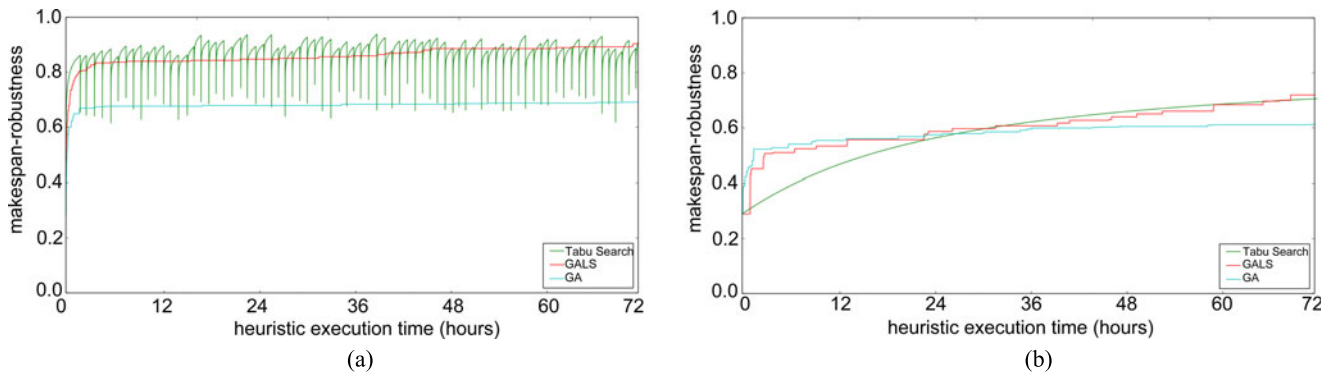 makespan-robustness
1.0
0.8
0.6
0.4
0.2
0.0
0 12 24 36 48 60 72
heuristic execution time (hours)
Tabu Search
GALS
GA
(a)
makespan-robustness
1.0
0.8
0.6
0.4
0.2
0.0
0 12 24 36 48 60 72
heuristic execution time (hours)
Tabu Search
GALS
GA
(b)